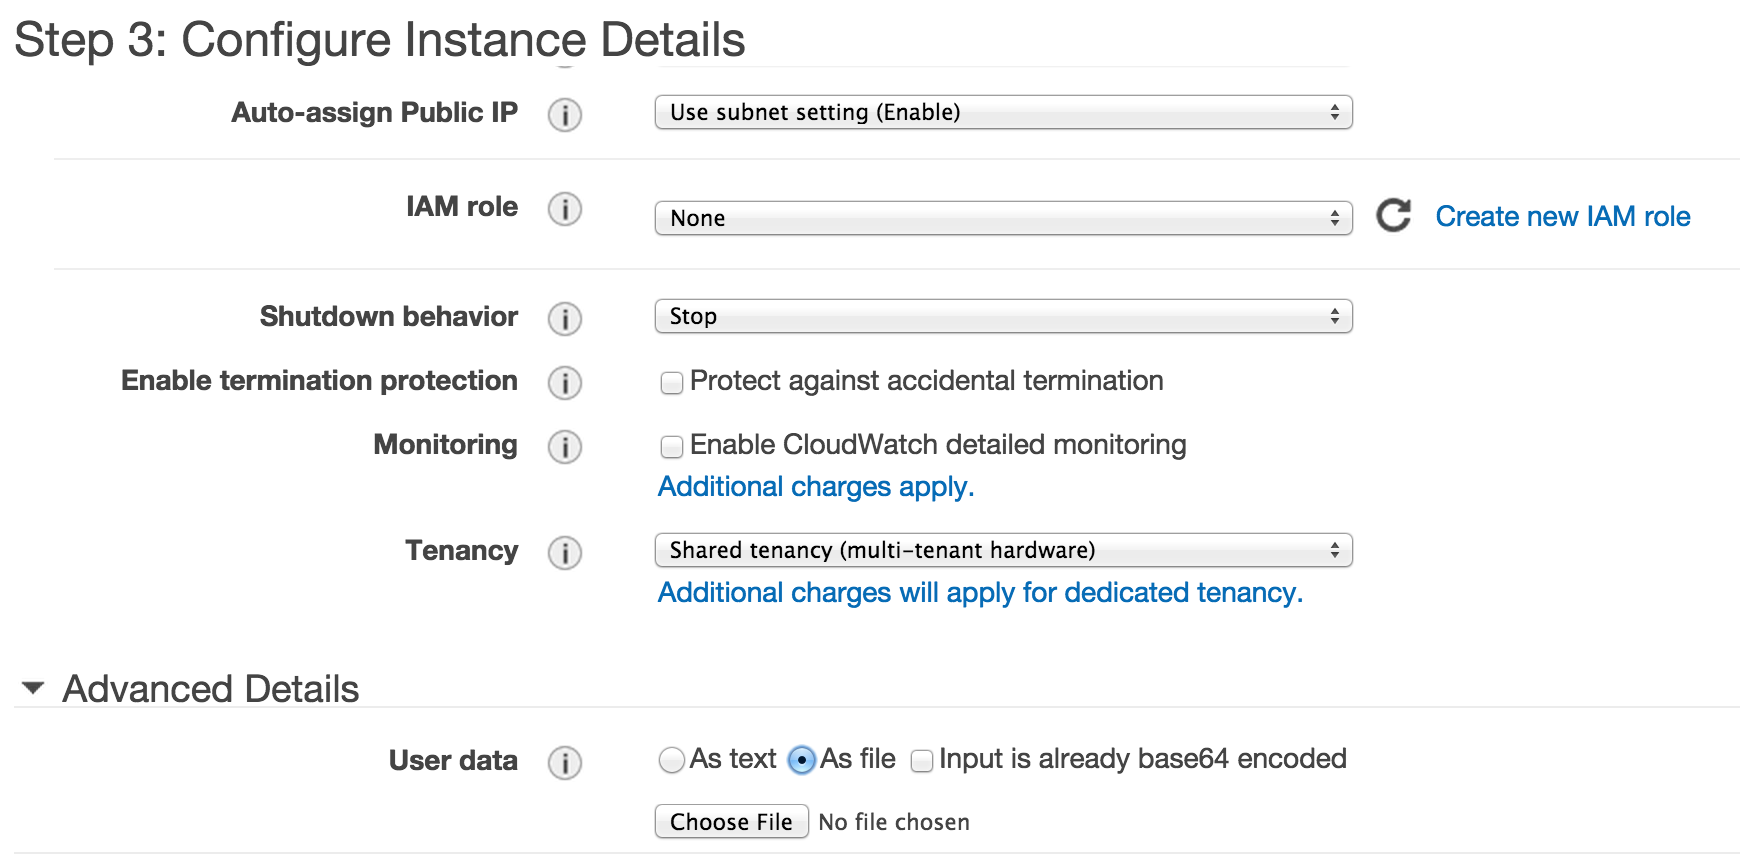 Step 3: Configure Instance Details
Auto-assign Public IP Use subnet setting (Enable)
IAM role None Create new IAM role
Shutdown behavior Stop
Enable termination protection Protect against accidental termination
Monitoring Enable CloudWatch detailed monitoring
Additional charges apply.
Tenancy Shared tenancy (multi-tenant hardware)
Additional charges will apply for dedicated tenancy.
Advanced Details
User data As text As file Input is already base64 encoded
Choose File No file chosen